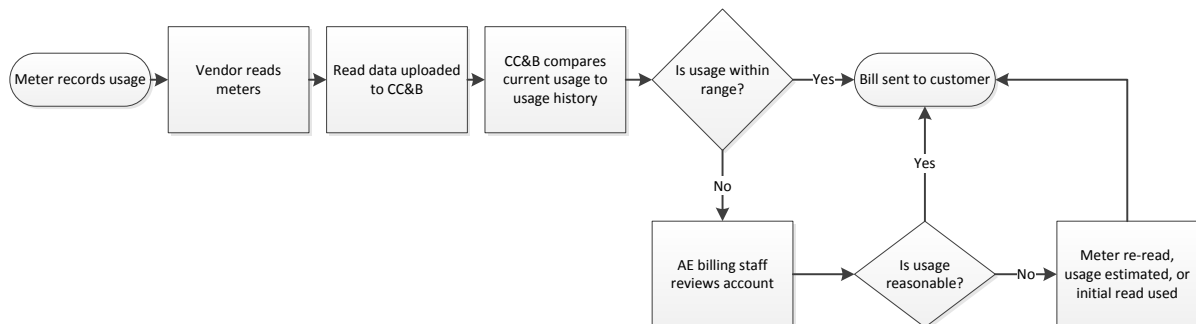 Meter records usage
Vendor reads
meters
Read data uploaded
to CC&B
CC&B compares
current usage to
usage history
Is usage within
range?
Yes
Bill sent to customer
No
Yes
AE billing staff
reviews account
Is usage
reasonable?
No
Meter re-read,
usage estimated, or
initial read used